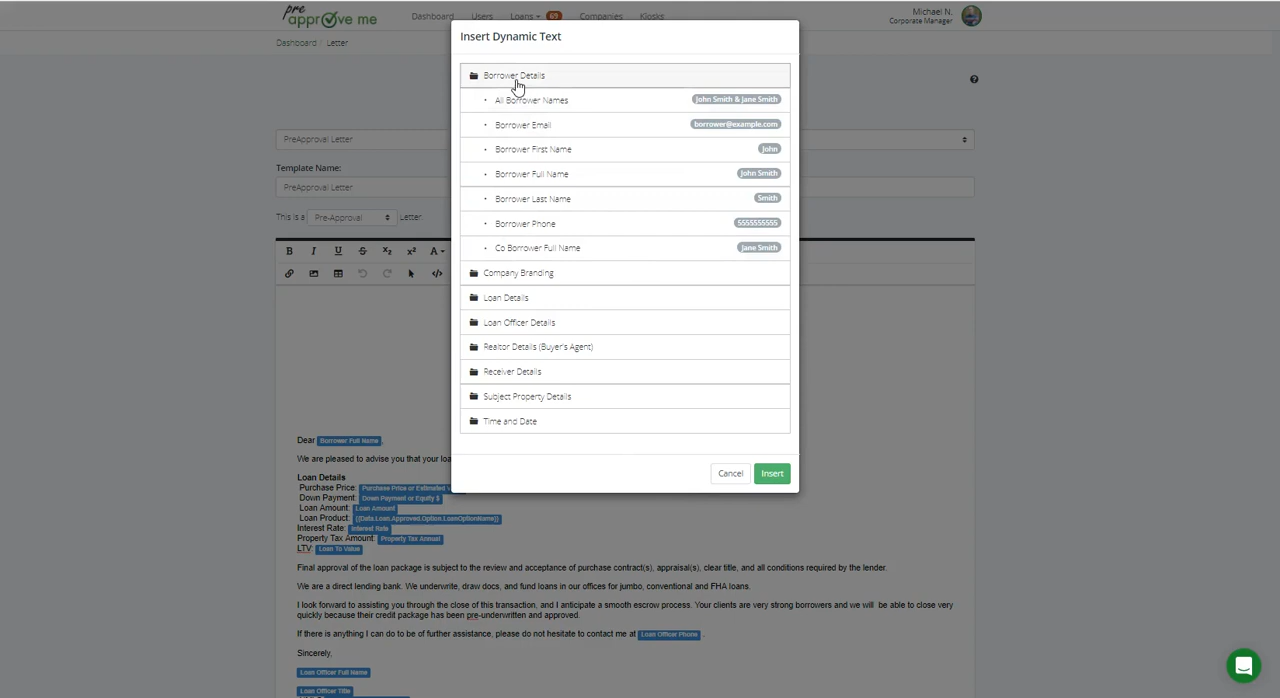 pre
approve me
Dashboard
Users
Loans
69
Companies
Kiosks
Michael N.
Corporate Manager
Dashboard / Letter
Insert Dynamic Text
Borrower Details
All Borrower Names
John Smith & Jane Smith
Borrower Email
borrower@example.com
Borrower First Name
John
Borrower Full Name
John Smith
Borrower Last Name
Smith
Borrower Phone
5555555555
Co Borrower Full Name
Jane Smith
Company Branding
Loan Details
Loan Officer Details
Realtor Details (Buyer's Agent)
Receiver Details
Subject Property Details
Time and Date
Cancel
Insert
PreApproval Letter
Template Name:
PreApproval Letter
This is a Pre-Approval Letter.
B I U S X₂ X² A
Dear Borrower Full Name,
We are pleased to advise you that your loa
Loan Details
Purchase Price: Purchase Price or Estimated V
Down Payment: Down Payment or Equity $
Loan Amount: Loan Amount
Loan Product: {{Data.Loan.Approved.Option.LoanOptionName}}
Interest Rate: Interest Rate
Property Tax Amount: Property Tax Annual
LTV: Loan To Value
Final approval of the loan package is subject to the review and acceptance of purchase contract(s), appraisal(s), clear title, and all conditions required by the lender.
We are a direct lending bank. We underwrite, draw docs, and fund loans in our offices for jumbo, conventional and FHA loans.
I look forward to assisting you through the close of this transaction, and I anticipate a smooth escrow process. Your clients are very strong borrowers and we will be able to close very
quickly because their credit package has been pre-underwritten and approved.
If there is anything I can do to be of further assistance, please do not hesitate to contact me at Loan Officer Phone .
Sincerely,
Loan Officer Full Name
Loan Officer Title